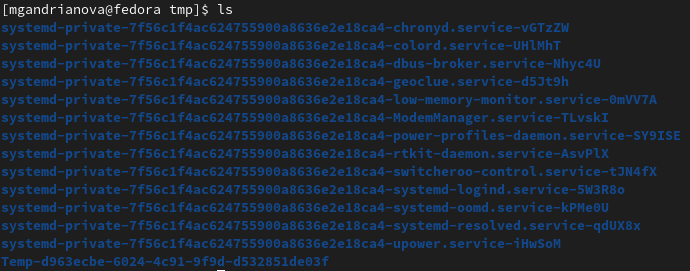 [mgandrianova@fedora tmp]$ ls
systemd-private-7f56c1f4ac624755900a8636e2e18ca4-chronyd.service-vGTzZW
systemd-private-7f56c1f4ac624755900a8636e2e18ca4-colord.service-UHlMhT
systemd-private-7f56c1f4ac624755900a8636e2e18ca4-dbus-broker.service-Nhyc4U
systemd-private-7f56c1f4ac624755900a8636e2e18ca4-geoclue.service-d5Jt9h
systemd-private-7f56c1f4ac624755900a8636e2e18ca4-low-memory-monitor.service-0mVV7A
systemd-private-7f56c1f4ac624755900a8636e2e18ca4-ModemManager.service-TLvskI
systemd-private-7f56c1f4ac624755900a8636e2e18ca4-power-profiles-daemon.service-SY9ISE
systemd-private-7f56c1f4ac624755900a8636e2e18ca4-rtkit-daemon.service-AsvPlX
systemd-private-7f56c1f4ac624755900a8636e2e18ca4-switcheroo-control.service-tJN4fX
systemd-private-7f56c1f4ac624755900a8636e2e18ca4-systemd-logind.service-5W3R8o
systemd-private-7f56c1f4ac624755900a8636e2e18ca4-systemd-oomd.service-kPMe0U
systemd-private-7f56c1f4ac624755900a8636e2e18ca4-systemd-resolved.service-qdUX8x
systemd-private-7f56c1f4ac624755900a8636e2e18ca4-upower.service-iHwSoM
Temp-d963ecbe-6024-4c91-9f9d-d532851de03f